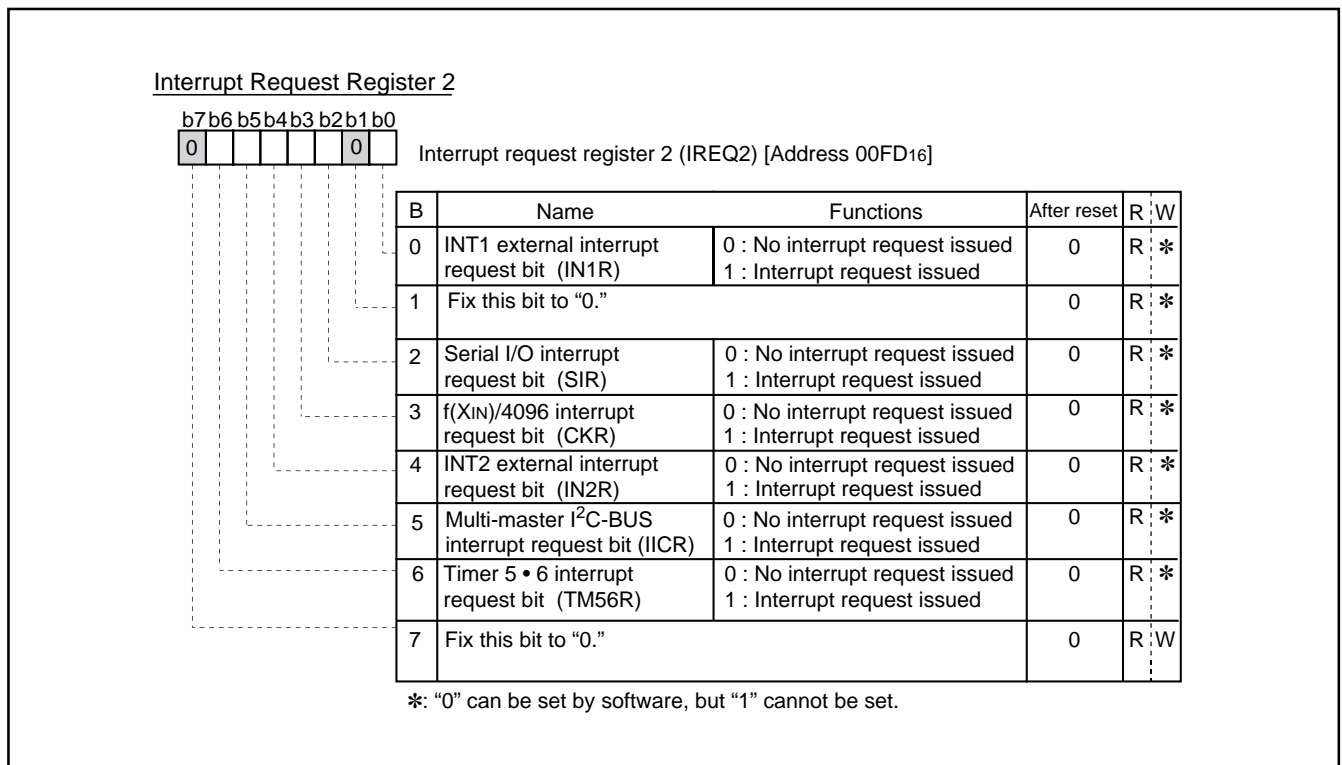 Interrupt Request Register 2
b7 b6 b5 b4 b3 b2 b1 b0
0 0
Interrupt request register 2 (IREQ2) [Address 00FD16]
B Name Functions After reset R W
0 INT1 external interrupt request bit (IN1R) 0 : No interrupt request issued 1 : Interrupt request issued 0 R ✻
1 Fix this bit to “0.” 0 R ✻
2 Serial I/O interrupt request bit (SIR) 0 : No interrupt request issued 1 : Interrupt request issued 0 R ✻
3 f(XIN)/4096 interrupt request bit (CKR) 0 : No interrupt request issued 1 : Interrupt request issued 0 R ✻
4 INT2 external interrupt request bit (IN2R) 0 : No interrupt request issued 1 : Interrupt request issued 0 R ✻
5 Multi-master I2C-BUS interrupt request bit (IICR) 0 : No interrupt request issued 1 : Interrupt request issued 0 R ✻
6 Timer 5 • 6 interrupt request bit (TM56R) 0 : No interrupt request issued 1 : Interrupt request issued 0 R ✻
7 Fix this bit to “0.” 0 R W
✻: “0” can be set by software, but “1” cannot be set.